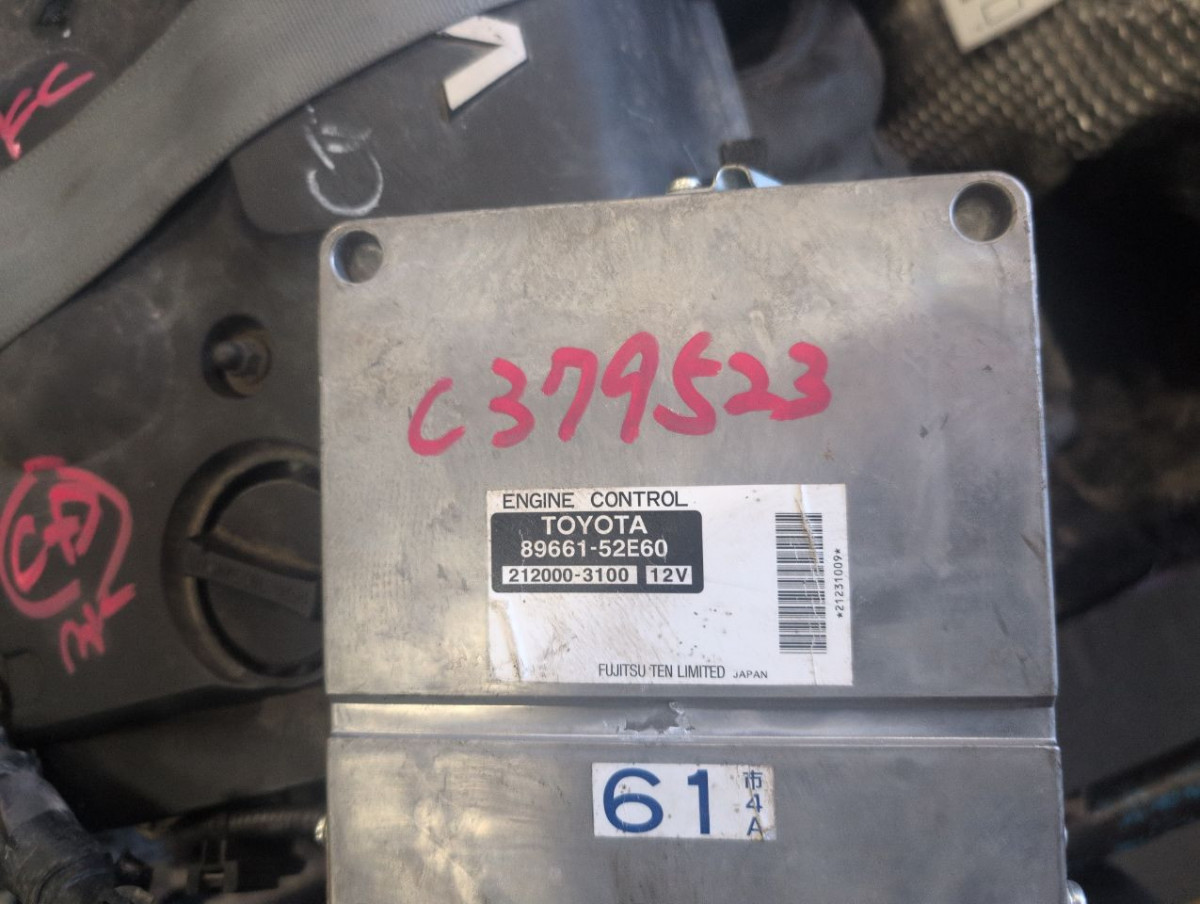 C379523
ENGINE CONTROL
TOYOTA
89661-52E60
212000-3100 12V
*21231009*
FUJITSU TEN LIMITED JAPAN
61 市
4
A